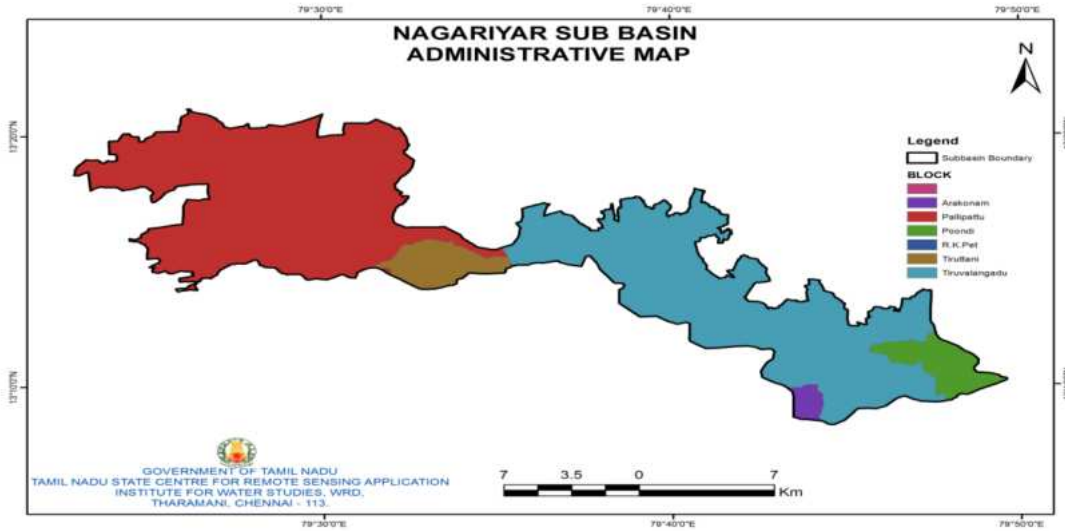 79°30'0"E
79°40'0"E
79°50'0"E
NAGARIYAR SUB BASIN
ADMINISTRATIVE MAP
N
13°20'0"N
Legend
Subbasin Boundary
BLOCK
Arakonam
Pallipattu
Poondi
R.K.Pet
Tiruttani
Tiruvalangadu
13°10'0"N
GOVERNMENT OF TAMIL NADU
TAMIL NADU STATE CENTRE FOR REMOTE SENSING APPLICATION
INSTITUTE FOR WATER STUDIES, WRD,
THARAMANI, CHENNAI - 113.
7 3.5 0 7
Km
79°30'0"E
79°40'0"E
79°50'0"E